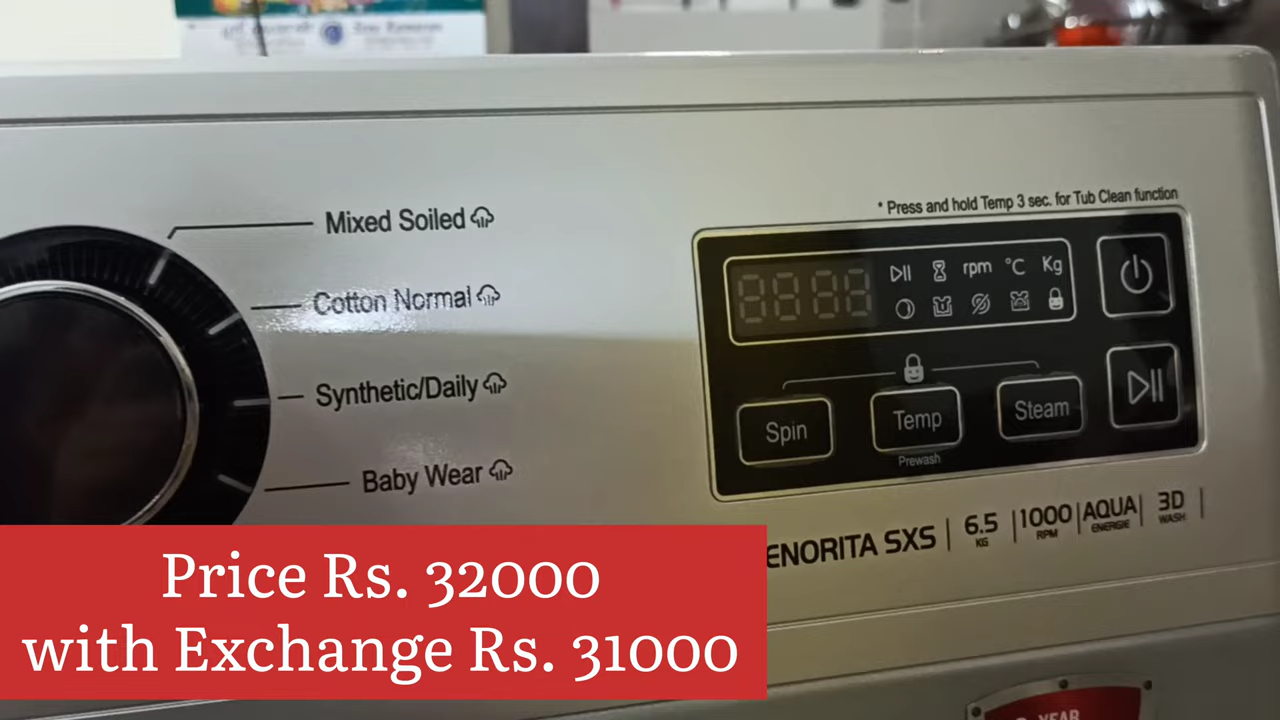 * Press and hold Temp 3 sec. for Tub Clean function
Mixed Soiled
Cotton Normal
Synthetic/Daily
Baby Wear
rpm °C Kg
Spin Temp Steam
Prewash
ENORITA SXS | 6.5 KG | 1000 RPM | AQUA ENERGIE | 3D WASH |
YEAR
Price Rs. 32000
with Exchange Rs. 31000